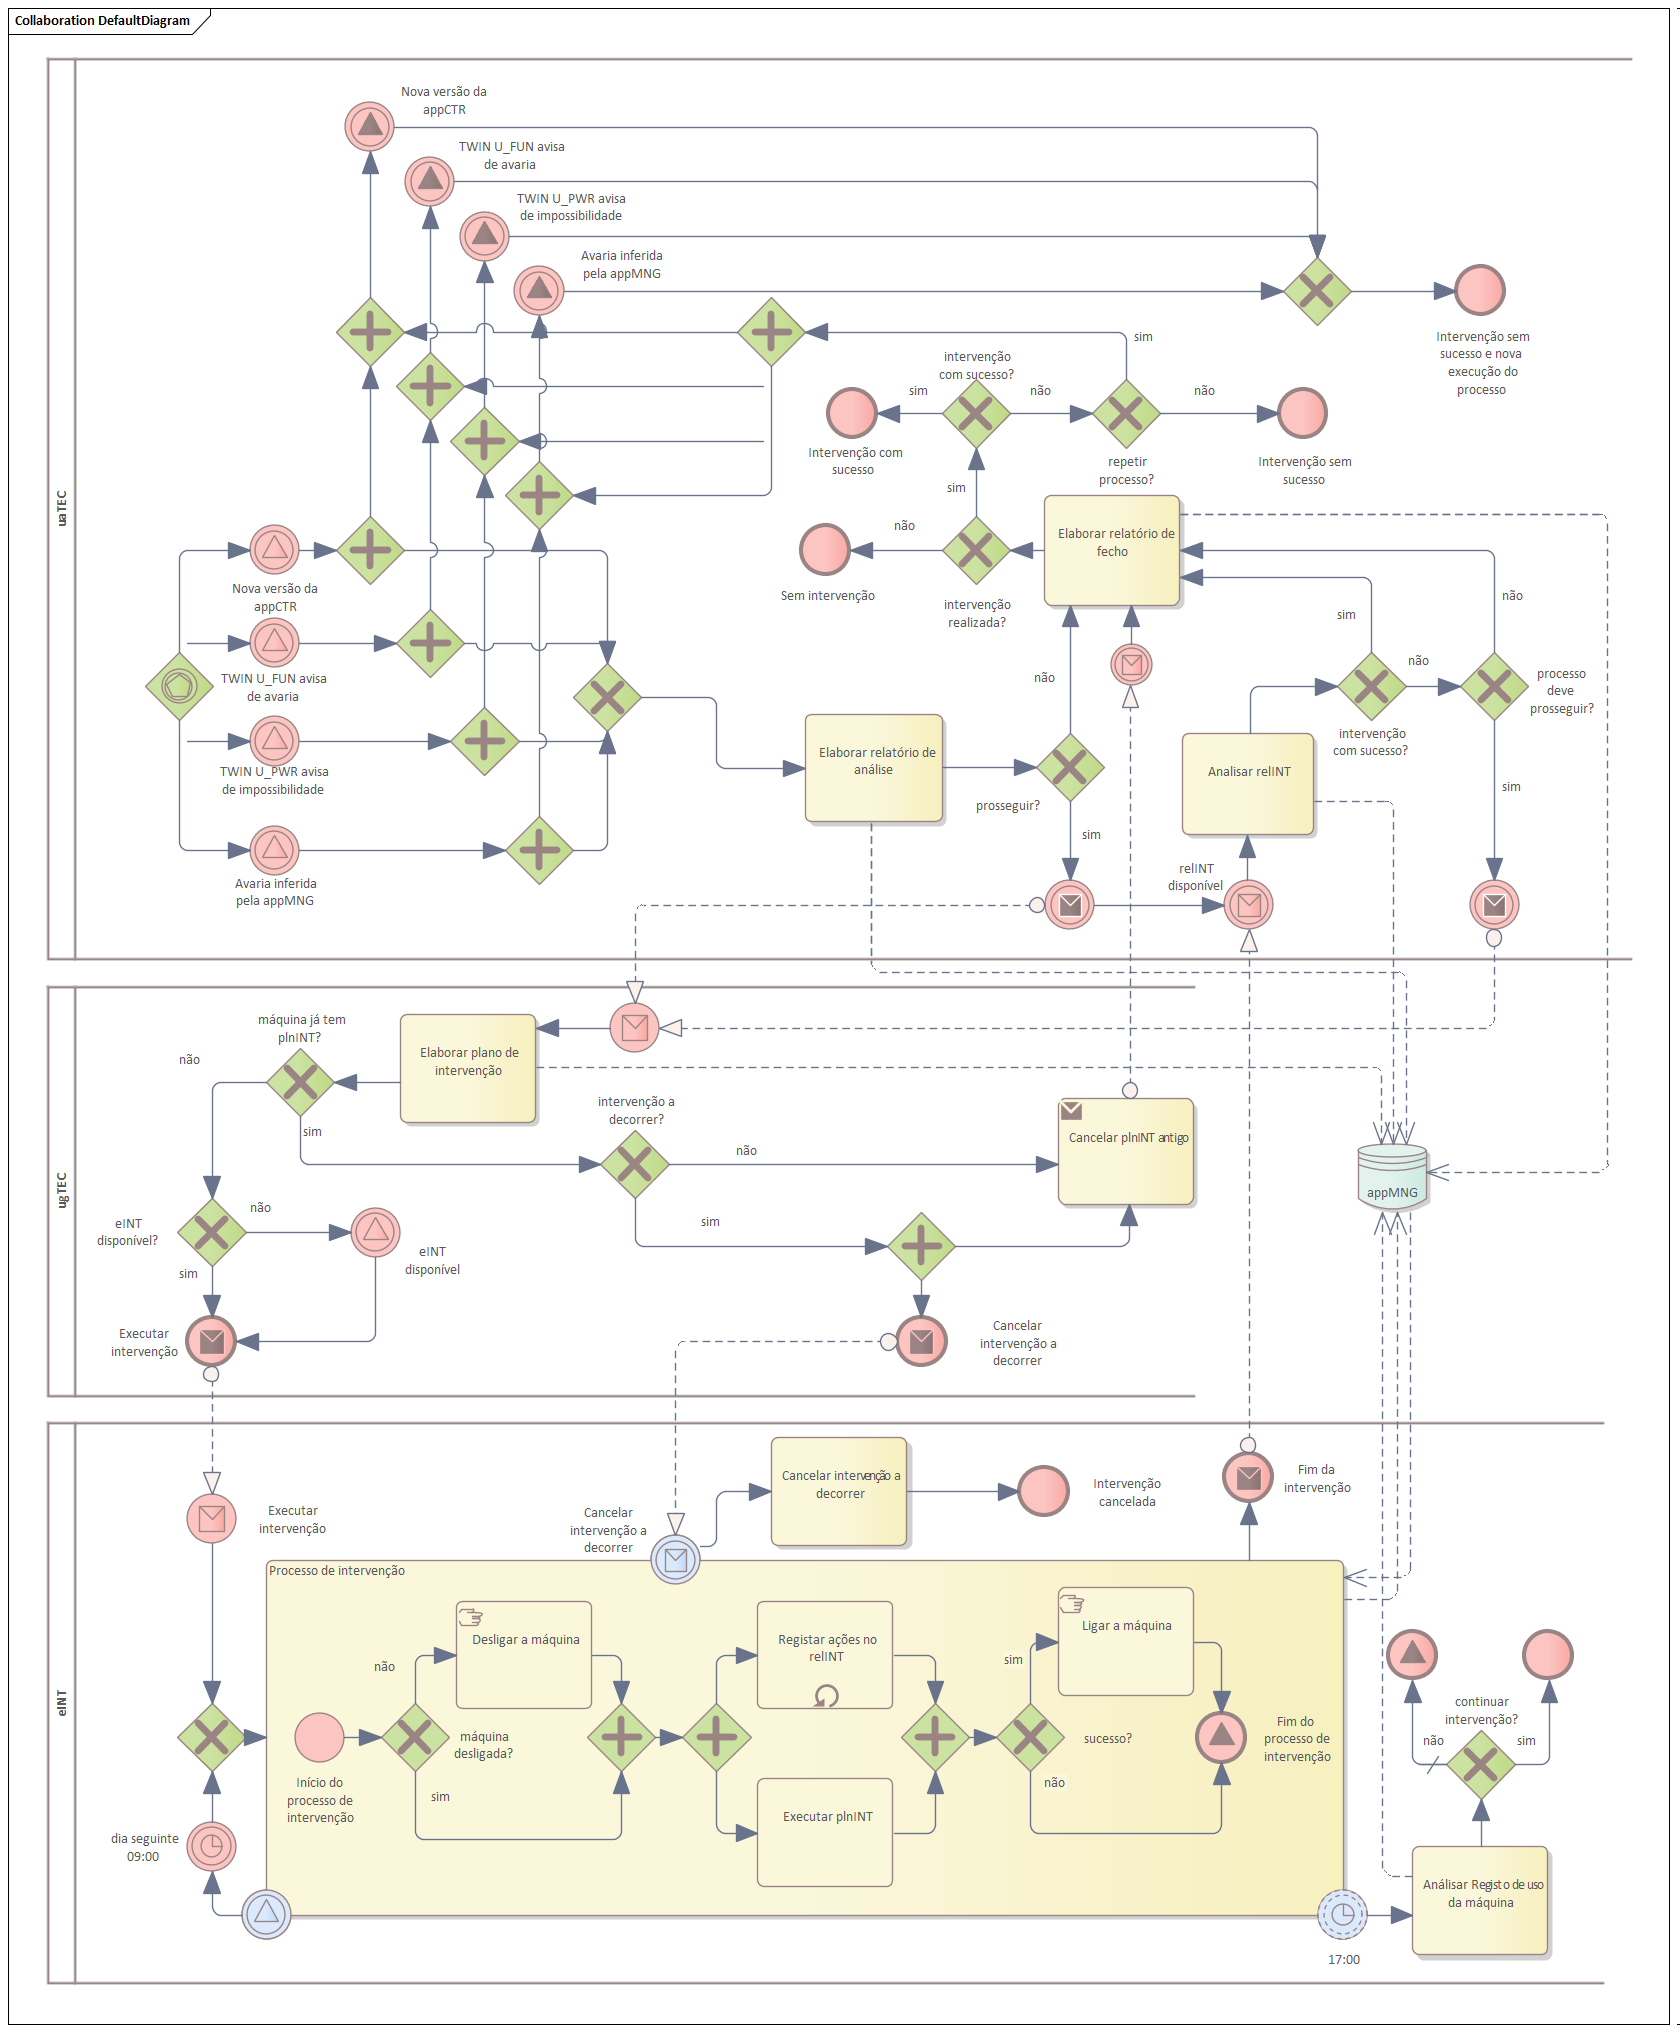 Collaboration DefaultDiagram
uaTEC
Nova versão da
appCTR
TWIN U_FUN avisa
de avaria
TWIN U_PWR avisa
de impossibilidade
Avaria inferida
pela appMNG
Intervenção sem
sucesso e nova
execução do
processo
sim
intervenção
com sucesso?
sim
não
não
Intervenção com
sucesso
repetir
processo?
Intervenção sem
sucesso
sim
não
Elaborar relatório de
fecho
Sem intervenção
intervenção
realizada?
Nova versão da
appCTR
TWIN U_FUN avisa
de avaria
TWIN U_PWR avisa
de impossibilidade
Avaria inferida
pela appMNG
Elaborar relatório de
análise
prosseguir?
não
sim
Analisar relINT
relINT
disponível
sim
não
intervenção
com sucesso?
não
processo
deve
prosseguir?
sim
ugTEC
máquina já tem
plnINT?
não
sim
Elaborar plano de
intervenção
intervenção a
decorrer?
não
sim
Cancelar plnINT antigo
appMNG
eINT
disponível?
não
sim
eINT
disponível
Executar
intervenção
Cancelar
intervenção a
decorrer
eINT
Executar
intervenção
Cancelar
intervenção a
decorrer
Cancelar intervenção a
decorrer
Intervenção
cancelada
Fim da
intervenção
Processo de intervenção
Desligar a máquina
não
máquina
desligada?
sim
Início do
processo de
intervenção
Registar ações no
relINT
Executar plnINT
Ligar a máquina
sim
sucesso?
não
Fim do
processo de
intervenção
dia seguinte
09:00
17:00
continuar
intervenção?
não
sim
Análisar Registo de uso
da máquina